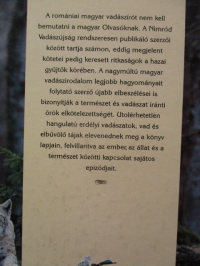 A romániai magyar vadászírót nem kell
bemutatni a magyar Olvasóknak. A Nimród
Vadászújság rendszeresen publikáló szerzői
között tartja számon, eddig megjelent
kötetei pedig keresett ritkaságok a hazai
gyűjtők körében. A nagymúltú magyar
vadászirodalom legjobb hagyományait
folytató szerző újabb elbeszélései is
bizonyítják a természet és vadászat iránti
örök elkötelezettségét. Utolérhetetlen
hangulatú erdélyi vadászatok, vad és
elbűvölő tájak elevenednek meg a könyv
lapjain, felvillantva az ember, az állat és a
természet közötti kapcsolat sajátos
epizódjait.